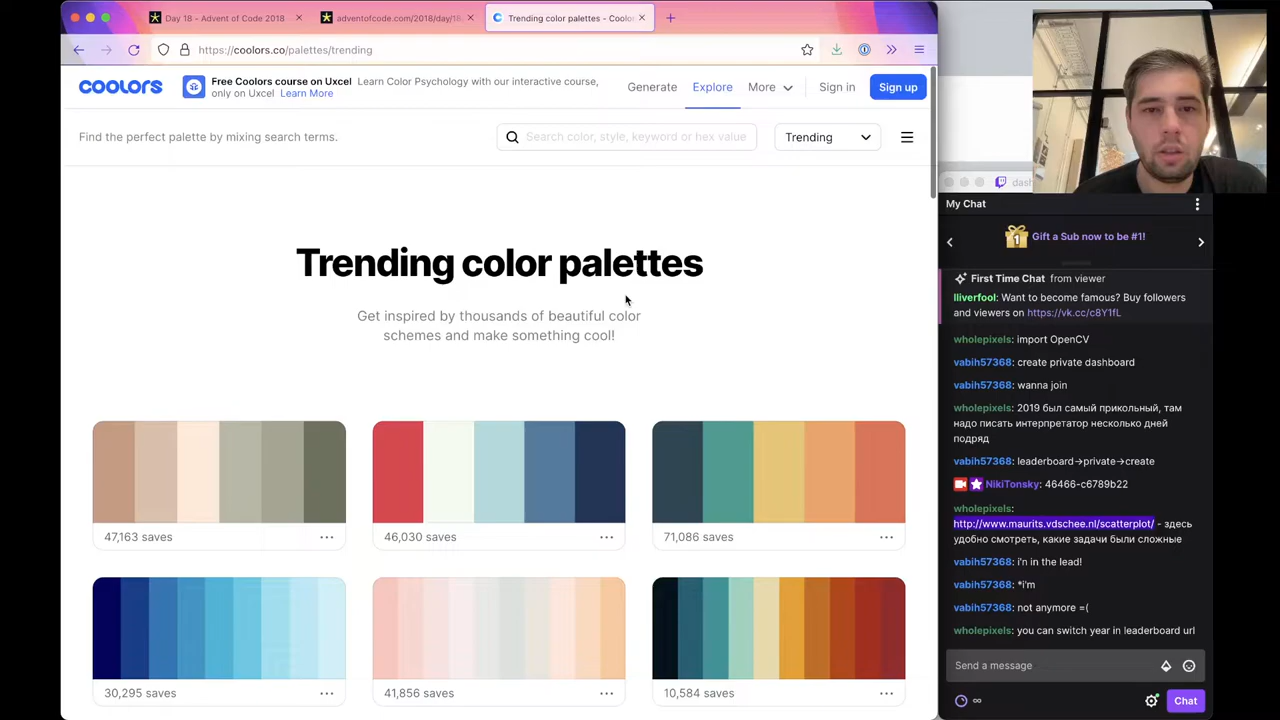 Day 18 - Advent of Code 2018
adventofcode.com/2018/day/18
Trending color palettes - Coolor
https://coolors.co/palettes/trending
coolors
Free Coolors course on Uxcel Learn Color Psychology with our interactive course,
only on Uxcel Learn More
Generate
Explore
More
Sign in
Sign up
Find the perfect palette by mixing search terms.
Search color, style, keyword or hex value
Trending
Trending color palettes
Get inspired by thousands of beautiful color
schemes and make something cool!
47,163 saves
46,030 saves
71,086 saves
30,295 saves
41,856 saves
10,584 saves
dash
My Chat
1
Gift a Sub now to be #1!
First Time Chat from viewer
lliverfool: Want to become famous? Buy followers
and viewers on https://vk.cc/c8Y1fL
wholepixels: import OpenCV
vabih57368: create private dashboard
vabih57368: wanna join
wholepixels: 2019 был самый прикольный, там
надо писать интерпретатор несколько дней
подряд
vabih57368: leaderboard->private->create
NikiTonsky: 46466-c6789b22
wholepixels:
http://www.maurits.vdschee.nl/scatterplot/ - здесь
удобно смотреть, какие задачи были сложные
vabih57368: i'n in the lead!
vabih57368: *i'm
vabih57368: not anymore =(
wholepixels: you can switch year in leaderboard url
Send a message
∞
Chat